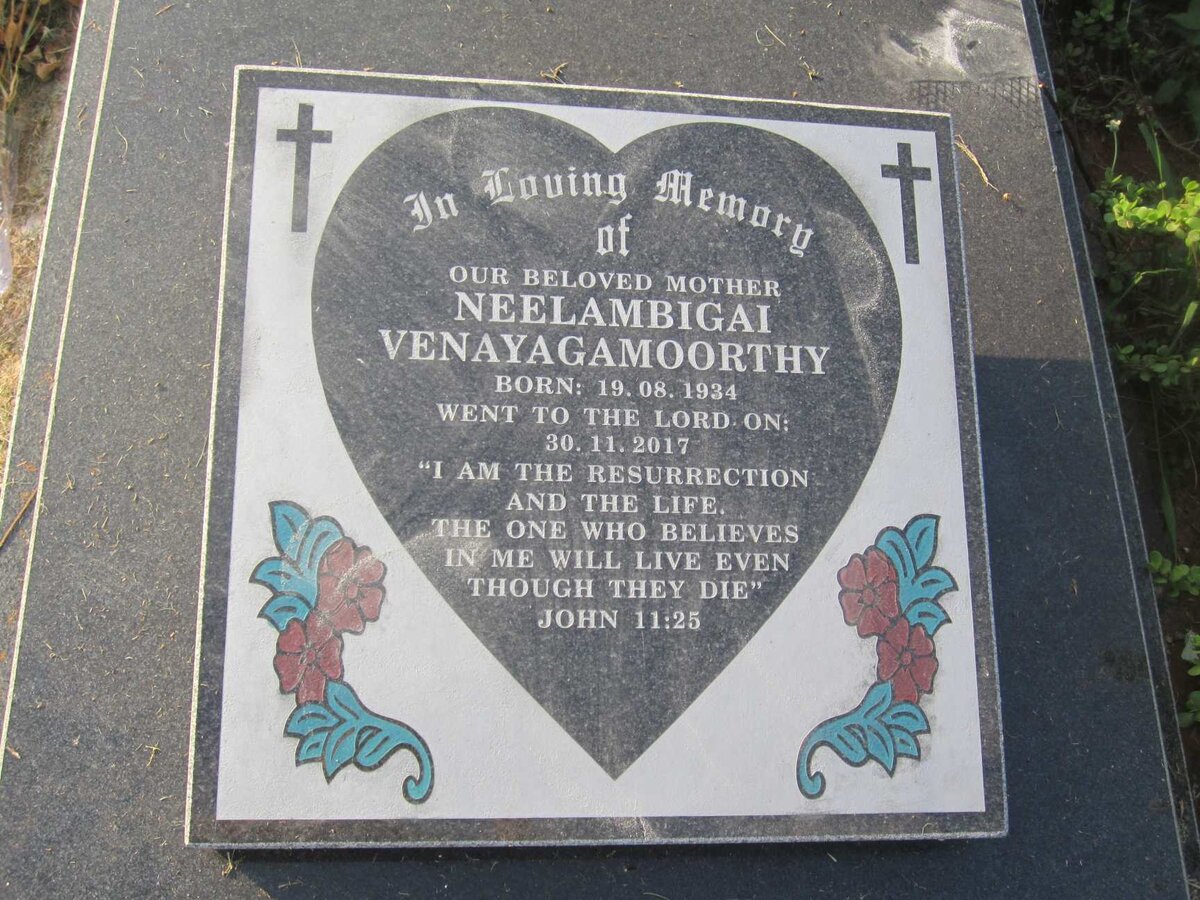 In Loving Memory
of
OUR BELOVED MOTHER
NEELAMBIGAI
VENAYAGAMOORTHY
BORN: 19. 08. 1934
WENT TO THE LORD ON:
30. 11. 2017
“I AM THE RESURRECTION
AND THE LIFE.
THE ONE WHO BELIEVES
IN ME WILL LIVE EVEN
THOUGH THEY DIE”
JOHN 11:25